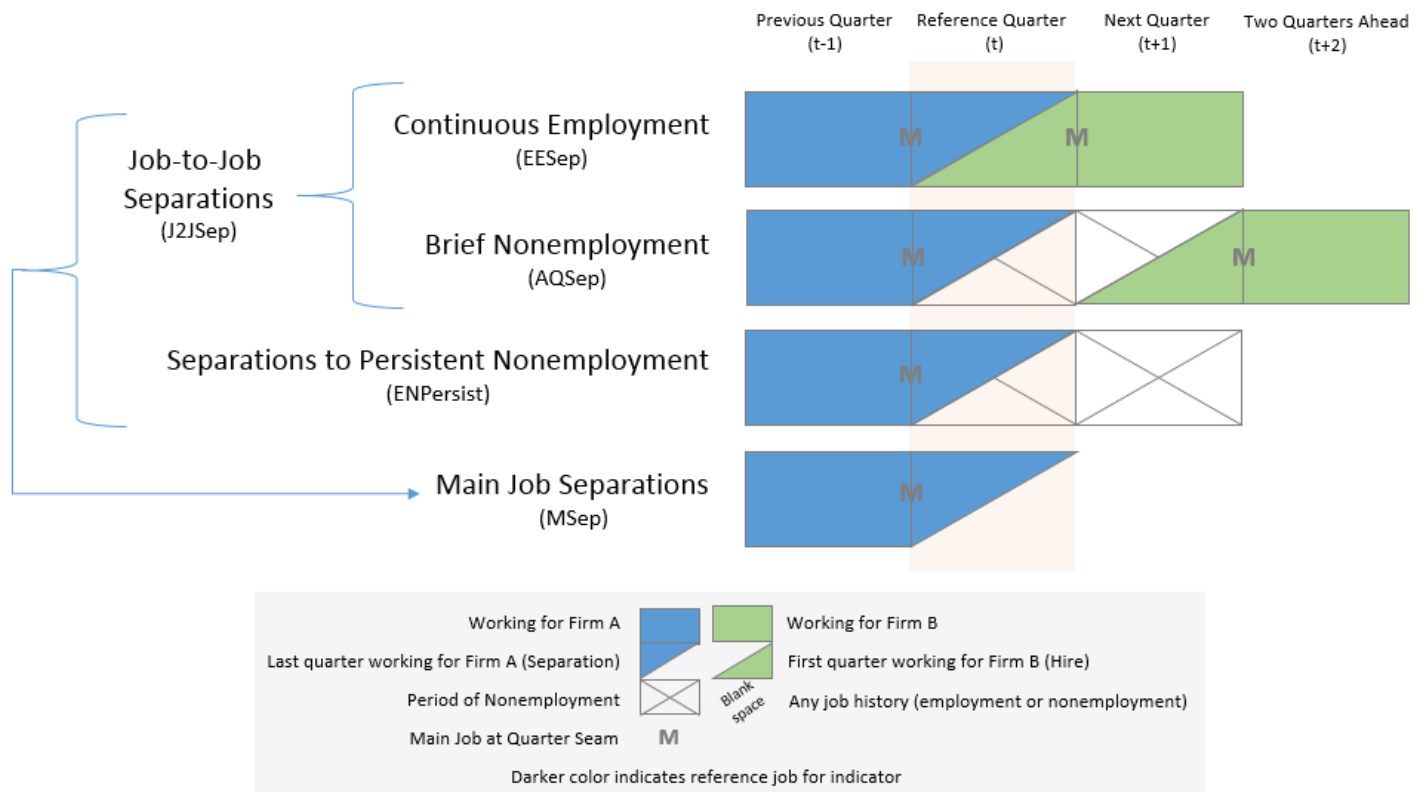 Previous Quarter
(t-1)
Reference Quarter
(t)
Next Quarter
(t+1)
Two Quarters Ahead
(t+2)
Job-to-Job
Separations
(J2JSep)
Continuous Employment
(EESep)
M
M
Brief Nonemployment
(AQSep)
M
M
Separations to Persistent Nonemployment
(ENPersist)
M
Main Job Separations
(MSep)
M
Working for Firm A
Working for Firm B
Last quarter working for Firm A (Separation)
First quarter working for Firm B (Hire)
Period of Nonemployment
Blank
space
Any job history (employment or nonemployment)
Main Job at Quarter Seam
M
Darker color indicates reference job for indicator